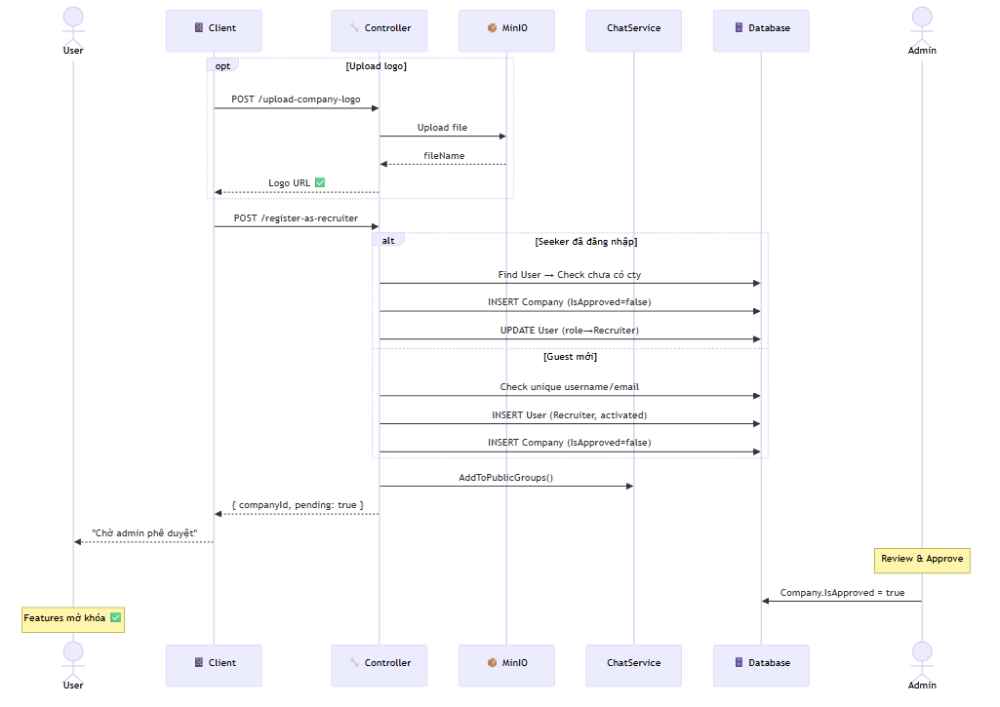 Client
Controller
MinIO
ChatService
Database
User
Admin
opt
[Upload logo]
POST /upload-company-logo
Upload file
fileName
Logo URL ✅
POST /register-as-recruiter
alt
[Seeker đã đăng nhập]
Find User → Check chưa có cty
INSERT Company (IsApproved=false)
UPDATE User (role→Recruiter)
[Guest mới]
Check unique username/email
INSERT User (Recruiter, activated)
INSERT Company (IsApproved=false)
AddToPublicGroups()
{ companyId, pending: true }
"Chờ admin phê duyệt"
Review & Approve
Company.IsApproved = true
Features mở khóa ✅
Client
Controller
MinIO
ChatService
Database
User
Admin